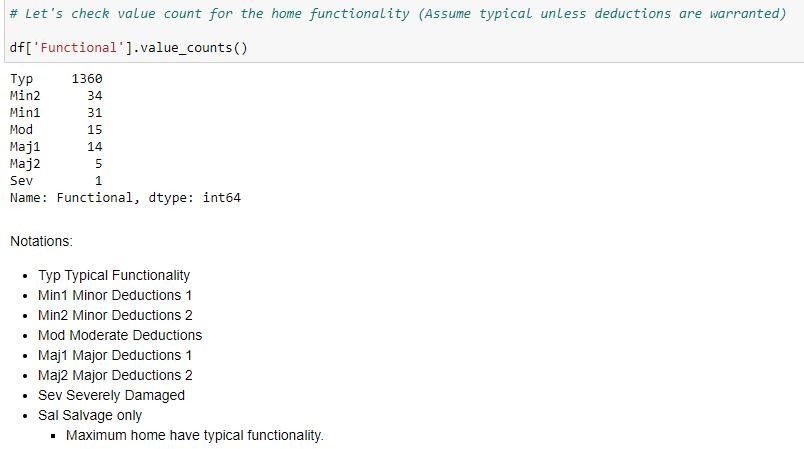 # Let's check value count for the home functionality (Assume typical unless deductions are warranted)
df['Functional'].value_counts()
Typ 1360
Min2 34
Min1 31
Mod 15
Maj1 14
Maj2 5
Sev 1
Name: Functional, dtype: int64
Notations:
• Typ Typical Functionality
• Min1 Minor Deductions 1
• Min2 Minor Deductions 2
• Mod Moderate Deductions
• Maj1 Major Deductions 1
• Maj2 Major Deductions 2
• Sev Severely Damaged
• Sal Salvage only
▪ Maximum home have typical functionality.